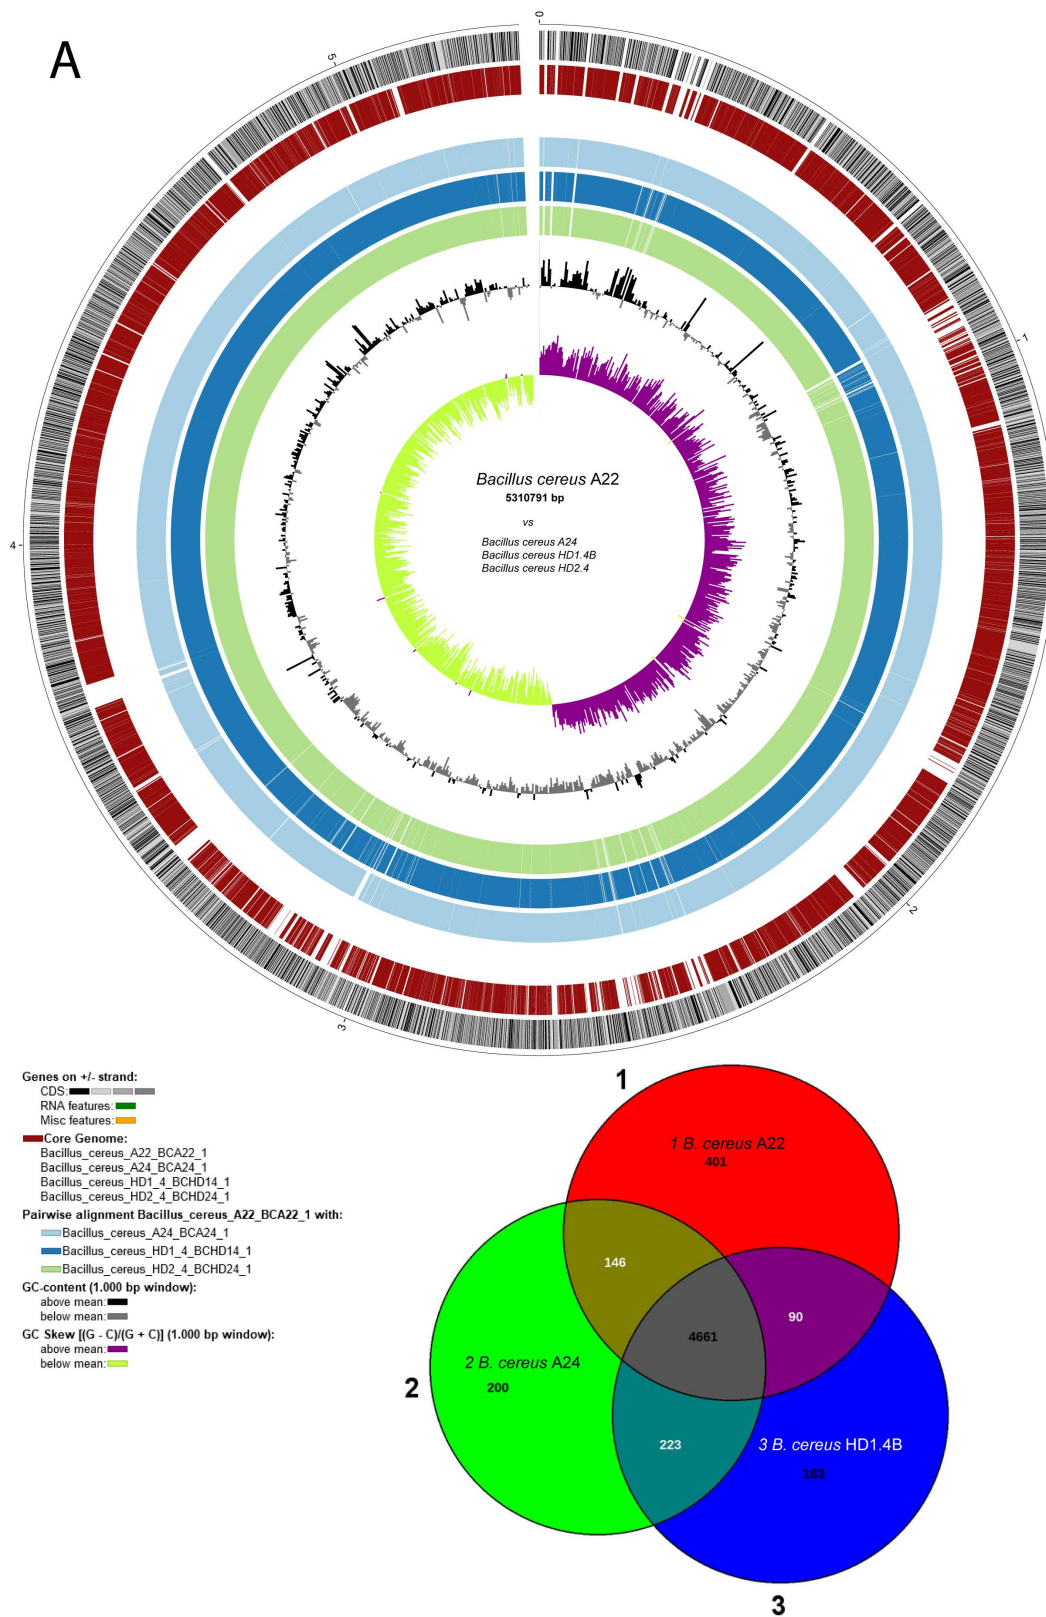 A
0
5
1
4
2
3
Bacillus cereus A22
5310791 bp
vs
Bacillus cereus A24
Bacillus cereus HD1.4B
Bacillus cereus HD2.4
Genes on +/- strand:
CDS:
RNA features:
Misc features:
Core Genome:
Bacillus_cereus_A22_BCA22_1
Bacillus_cereus_A24_BCA24_1
Bacillus_cereus_HD1_4_BCHD14_1
Bacillus_cereus_HD2_4_BCHD24_1
Pairwise alignment Bacillus_cereus_A22_BCA22_1 with:
Bacillus_cereus_A24_BCA24_1
Bacillus_cereus_HD1_4_BCHD14_1
Bacillus_cereus_HD2_4_BCHD24_1
GC-content (1.000 bp window):
above mean:
below mean:
GC Skew [(G - C)/(G + C)] (1.000 bp window):
above mean:
below mean:
1
1 B. cereus A22
401
146
90
4661
2 B. cereus A24
200
2
223
3 B. cereus HD1.4B
183
3